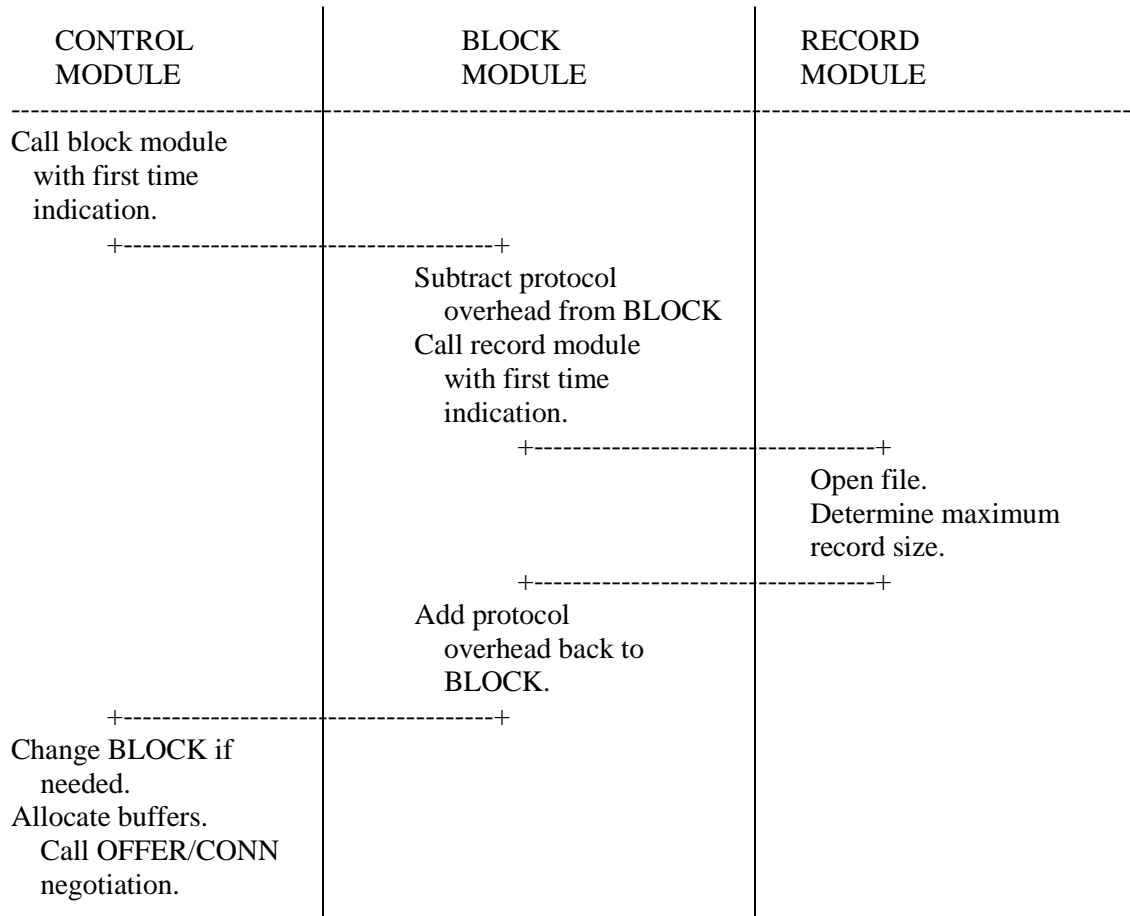 CONTROL BLOCK RECORD
MODULE MODULE MODULE
Call block module
with first time
indication.
Subtract protocol
overhead from BLOCK
Call record module
with first time
indication.
Open file.
Determine maximum
record size.
Add protocol
overhead back to
BLOCK.
Change BLOCK if
needed.
Allocate buffers.
Call OFFER/CONN
negotiation.